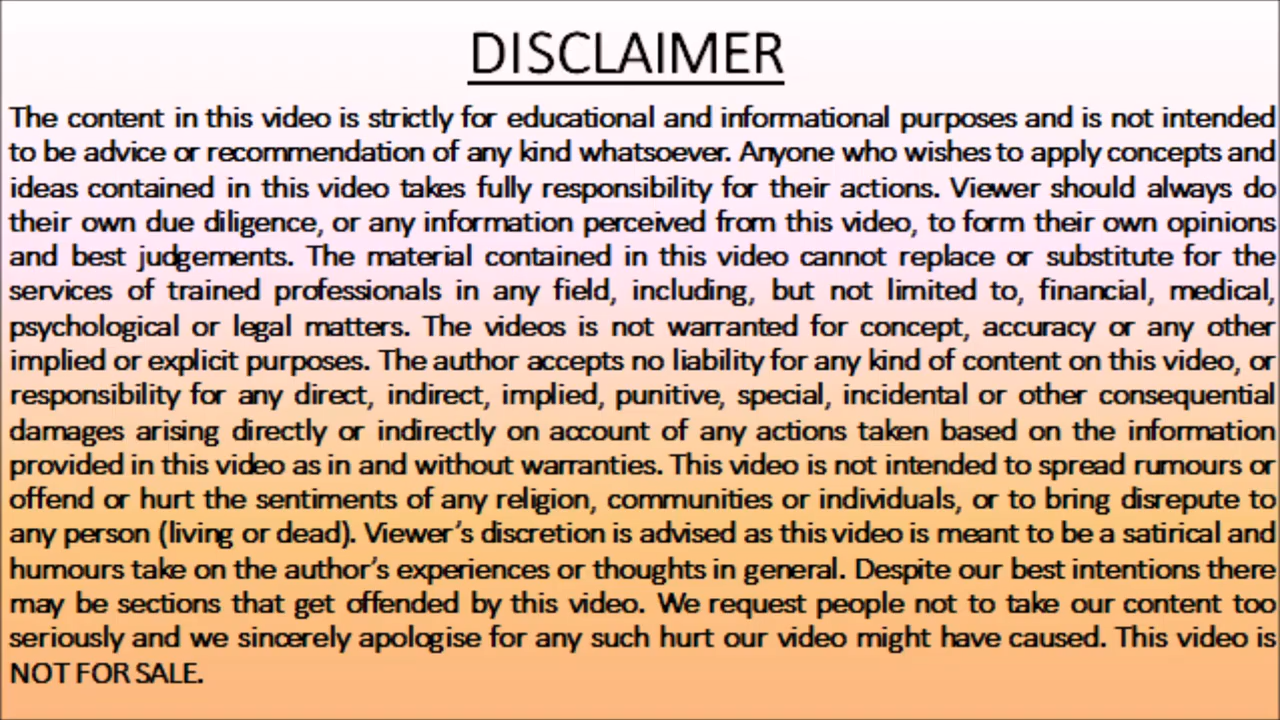 DISCLAIMER
The content in this video is strictly for educational and informational purposes and is not intended
to be advice or recommendation of any kind whatsoever. Anyone who wishes to apply concepts and
ideas contained in this video takes fully responsibility for their actions. Viewer should always do
their own due diligence, or any information perceived from this video, to form their own opinions
and best judgements. The material contained in this video cannot replace or substitute for the
services of trained professionals in any field, including, but not limited to, financial, medical,
psychological or legal matters. The videos is not warranted for concept, accuracy or any other
implied or explicit purposes. The author accepts no liability for any kind of content on this video, or
responsibility for any direct, indirect, implied, punitive, special, incidental or other consequential
damages arising directly or indirectly on account of any actions taken based on the information
provided in this video as in and without warranties. This video is not intended to spread rumours or
offend or hurt the sentiments of any religion, communities or individuals, or to bring disrepute to
any person (living or dead). Viewer’s discretion is advised as this video is meant to be a satirical and
humours take on the author’s experiences or thoughts in general. Despite our best intentions there
may be sections that get offended by this video. We request people not to take our content too
seriously and we sincerely apologise for any such hurt our video might have caused. This video is
NOT FOR SALE.